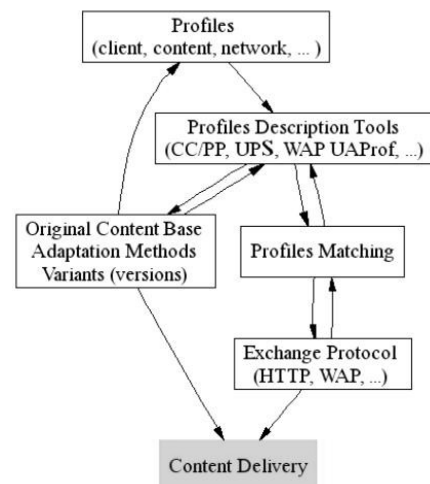 Profiles
(client, content, network, ... )
Profiles Description Tools
(CC/PP, UPS, WAP UAProf, ...)
Original Content Base
Adaptation Methods
Variants (versions)
Profiles Matching
Exchange Protocol
(HTTP, WAP, ...)
Content Delivery